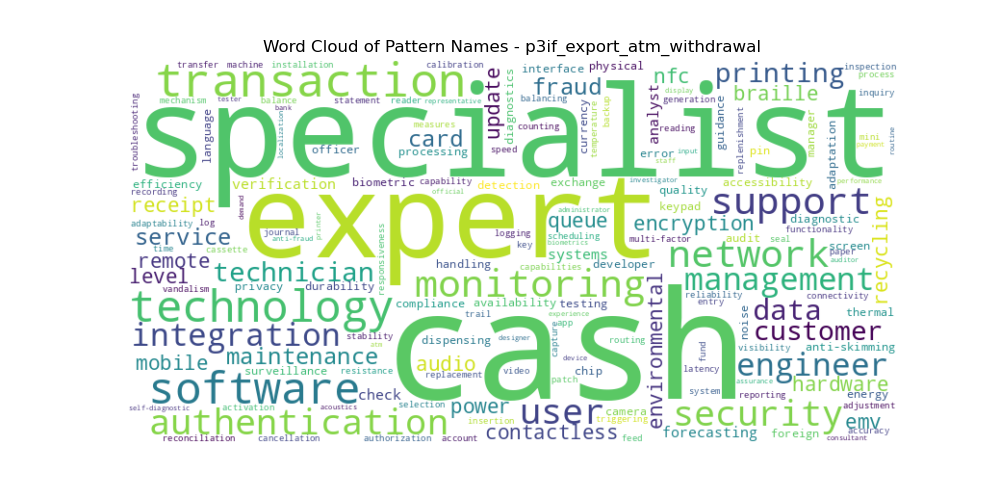 Word Cloud of Pattern Names - p3if_export_atm_withdrawal
transfer machine installation calibration interface physical inspection
transaction fraud nfc printing process
mechanism tester balance statement reader representative balancing display generation braille inquiry
troubleshooting language bank localization measures update diagnostics currency temperature backup analyst guidance replenishment manager adaptation mini payment routine
specialist
officer card processing counting speed error reading input pin
efficiency verification biometric capability detection exchange staff investigator quality accessibility performance
recording official
receipt expert administrator keypad support recycling
adaptability log demand journal anti-fraud printer responsiveness logging queue scheduling encryption diagnostic functionality
service key biometrics multi-factor audit seal screen paper
time cassette systems auditor
remote handling developer network
level technician capabilities management
vandalism privacy durability monitoring testing environmental reliability connectivity
technology compliance availability entry data thermal
trail experience app noise
integration stability dispensing designer capture routing customer
atm visibility anti-skimming
mobile maintenance audio video device latency fund engineer
surveillance resistance replacement chip patch cash assurance
software check system reporting hardware energy
self-diagnostic activation acoustics selection power user camera security adjustment
authentication insertion triggering emv
contactless forecasting foreign accuracy
reconciliation cancellation authorization account feed consultant